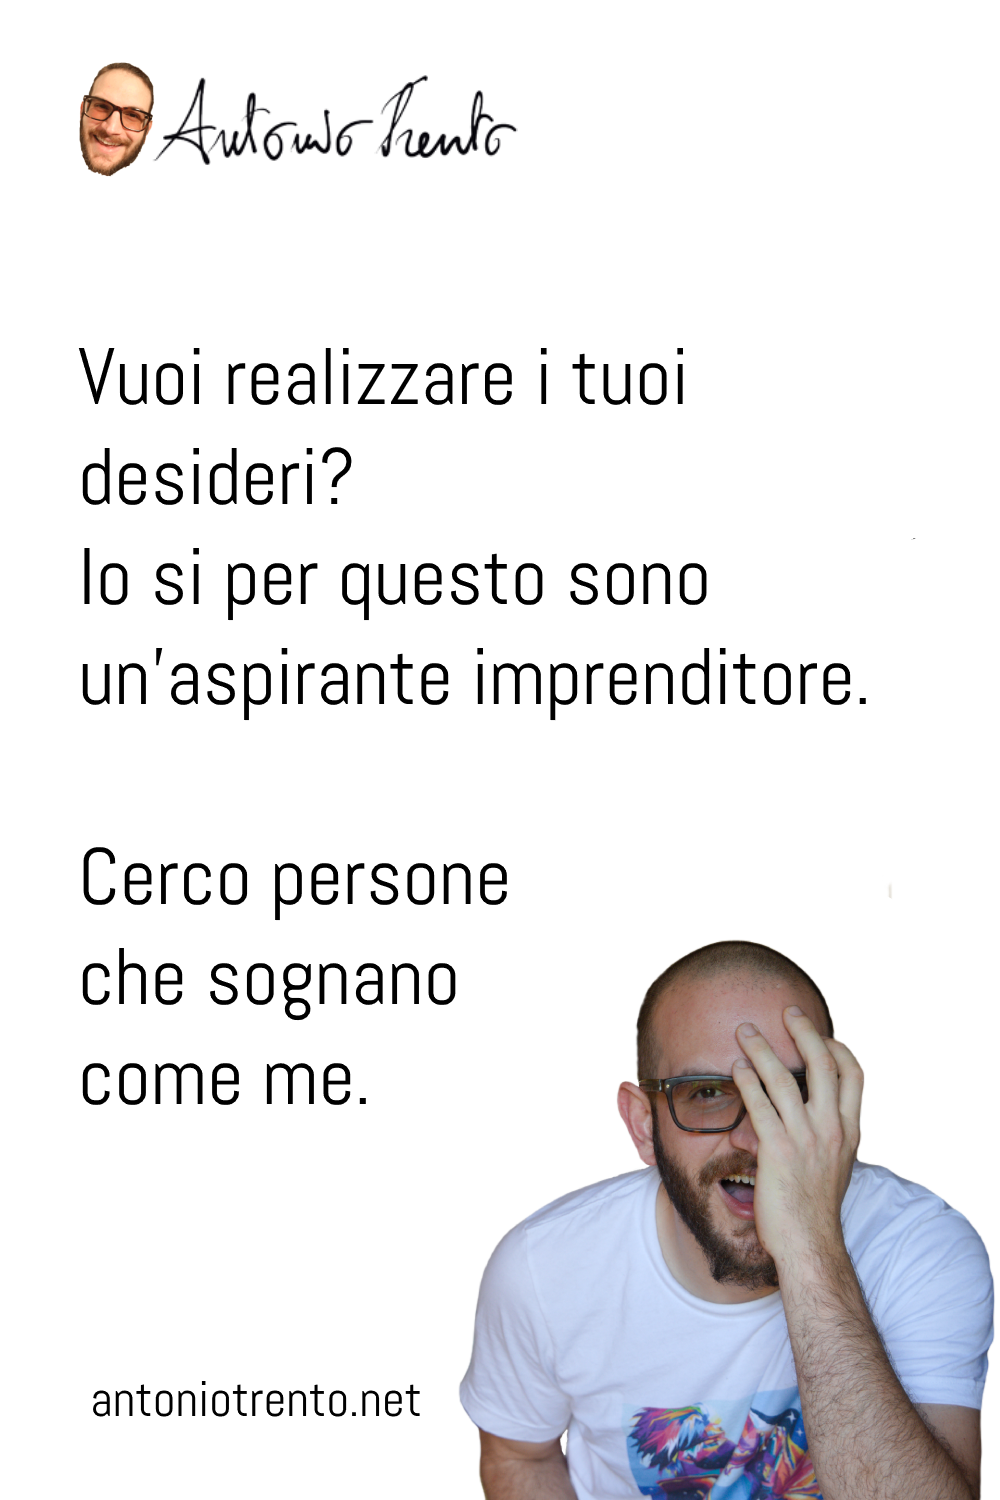 Antonio Trento
Vuoi realizzare i tuoi
desideri?
Io si per questo sono
un'aspirante imprenditore.
Cerco persone
che sognano
come me.
antoniotrento.net